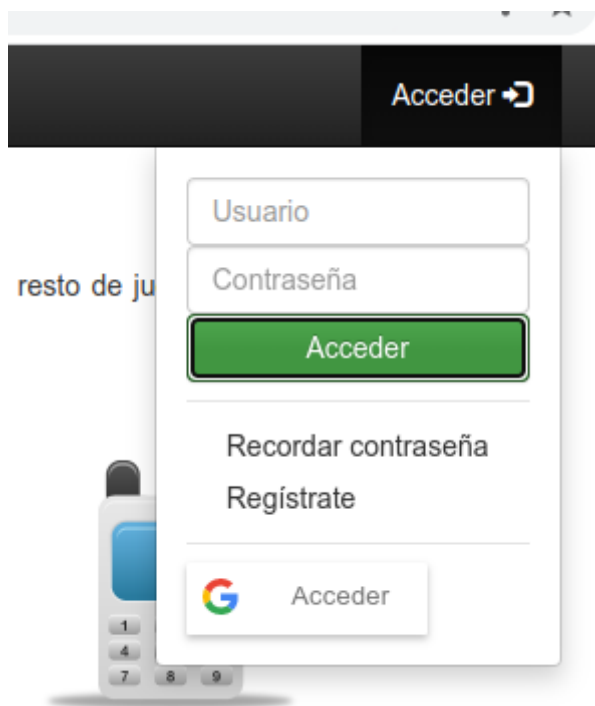 Acceder
Usuario
resto de ju
Contraseña
Acceder
Recordar contraseña
Regístrate
Acceder
1
4
7 8 9